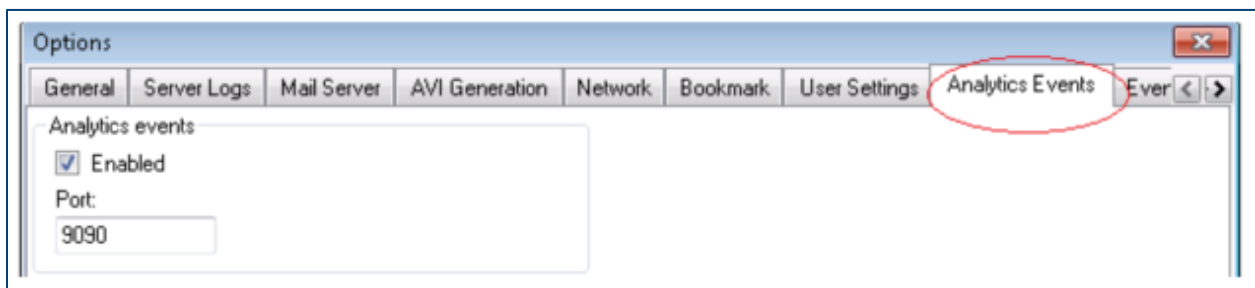 Options
General Server Logs Mail Server AVI Generation Network Bookmark User Settings Analytics Events Ever
Analytics events
Enabled
Port:
9090